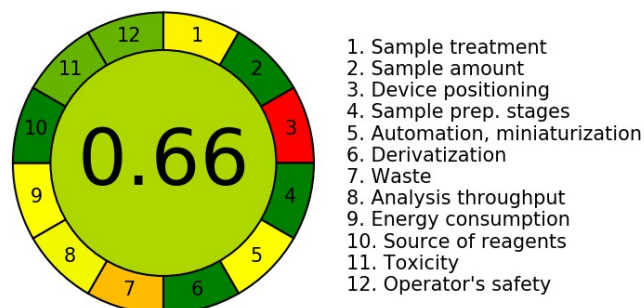 12 1
11 2
0.66
10 3
9 4
8 5
7 6
1. Sample treatment
2. Sample amount
3. Device positioning
4. Sample prep. stages
5. Automation, miniaturization
6. Derivatization
7. Waste
8. Analysis throughput
9. Energy consumption
10. Source of reagents
11. Toxicity
12. Operator's safety